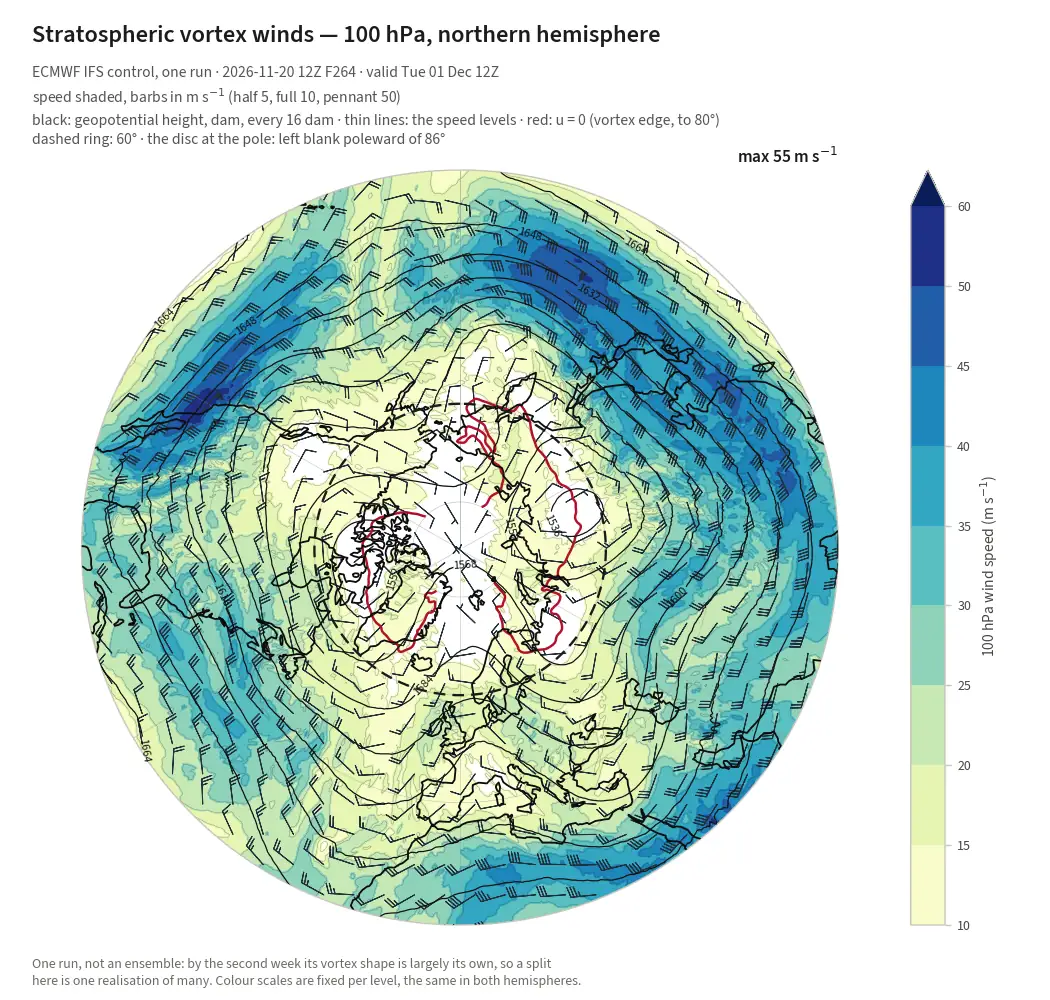 Stratospheric vortex winds — 100 hPa, northern hemisphere
ECMWF IFS control, one run · 2026-11-20 12Z F264 · valid Tue 01 Dec 12Z
speed shaded, barbs in m s⁻¹ (half 5, full 10, pennant 50)
black: geopotential height, dam, every 16 dam · thin lines: the speed levels · red: u = 0 (vortex edge, to 80°)
dashed ring: 60° · the disc at the pole: left blank poleward of 86°
max 55 m s⁻¹
1648
1664
1632
1664
1648
1536
1568
1600
1584
1664
60
50
45
40
35
30
25
20
15
10
100 hPa wind speed (m s⁻¹)
One run, not an ensemble: by the second week its vortex shape is largely its own, so a split
here is one realisation of many. Colour scales are fixed per level, the same in both hemispheres.